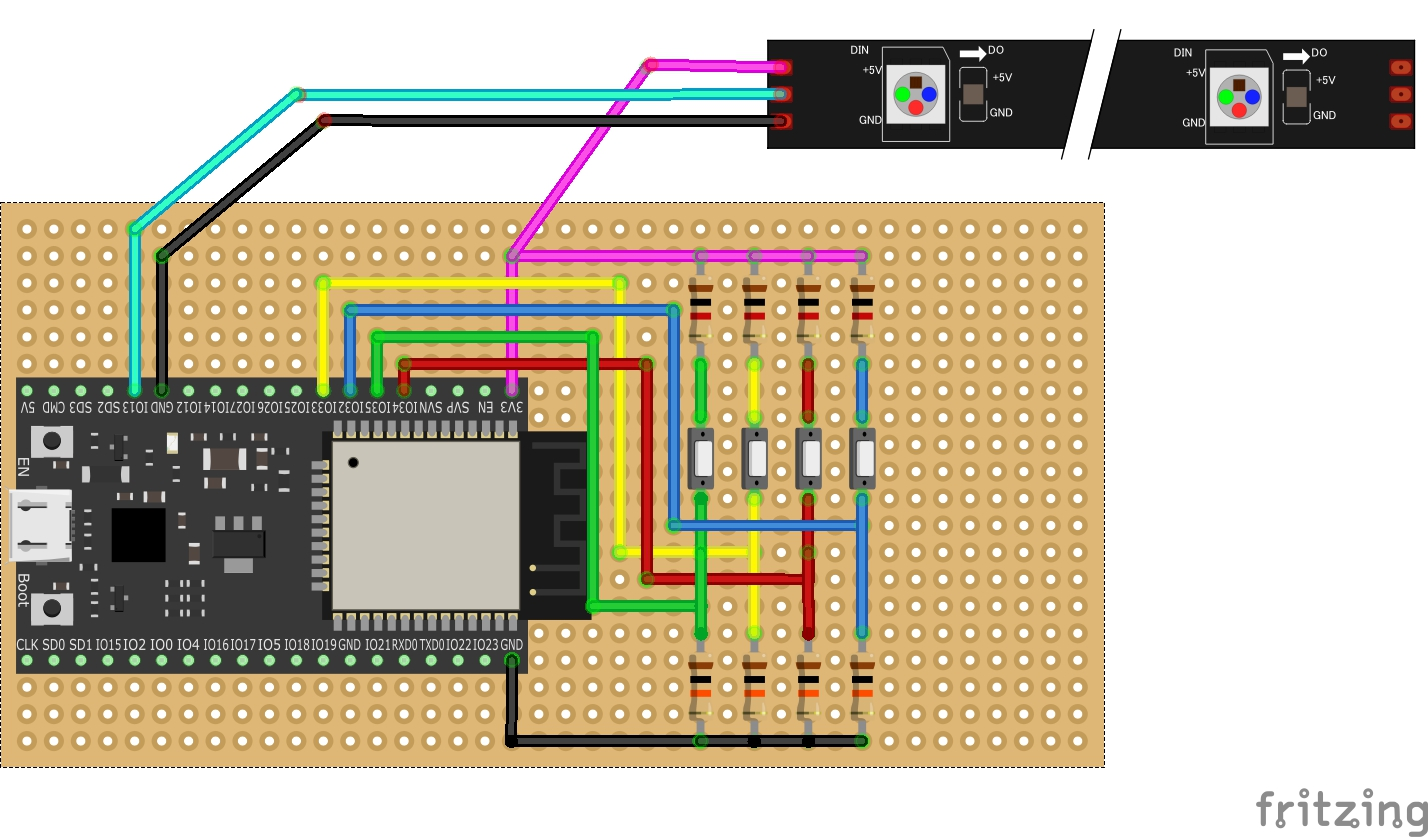 DIN DO
+5V +5V
GND GND
DIN DO
+5V +5V
GND GND
5V CMD SD3 SD2 IO13 GND IO12 IO14 IO27 IO26 IO25 IO33 IO32 IO35 IO34 SVN SVP EN 3V3
EN
Boot
CLK SD0 SD1 IO15 IO2 IO0 IO4 IO16 IO17 IO5 IO18 IO19 GND IO21 RXD0 TXD0 IO22 IO23 GND
fritzing